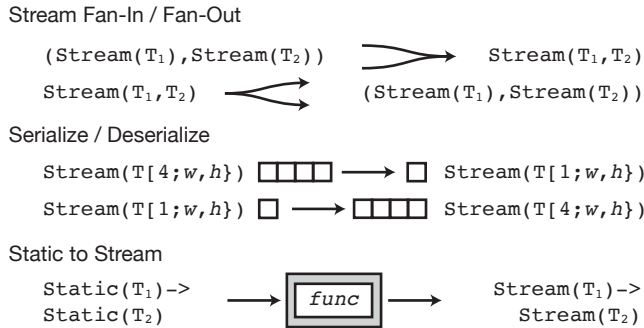 Stream Fan-In / Fan-Out
(Stream(T₁),Stream(T₂)) Stream(T₁,T₂)
Stream(T₁,T₂) (Stream(T₁),Stream(T₂))
Serialize / Deserialize
Stream(T[4;w,h}) Stream(T[1;w,h})
Stream(T[1;w,h}) Stream(T[4;w,h})
Static to Stream
Static(T₁)-> func Stream(T₁)->
Static(T₂) Stream(T₂)